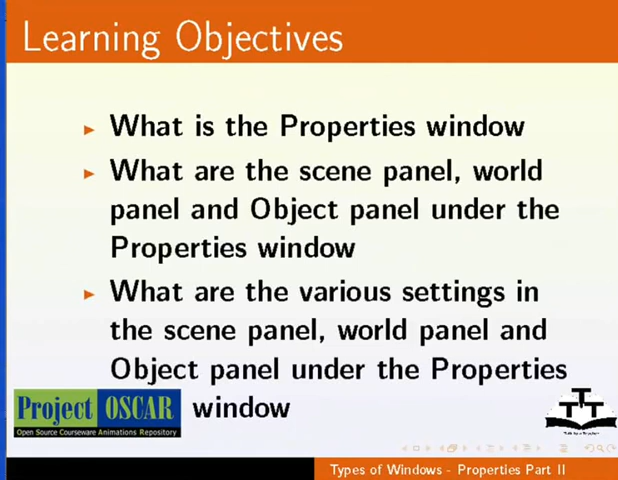 Learning Objectives
What is the Properties window
What are the scene panel, world
panel and Object panel under the
Properties window
What are the various settings in
the scene panel, world panel and
Object panel under the Properties
window
Project OSCAR
Open Source Courseware Animations Repository
TTT
Types of Windows - Properties Part II